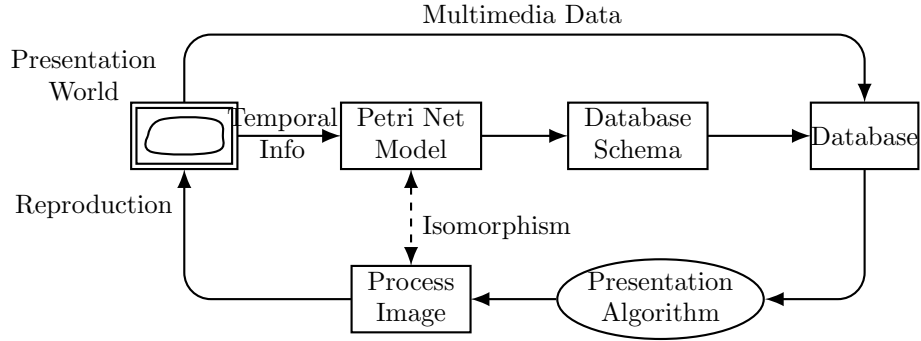 Multimedia Data
Presentation
World
Temporal
Info
Petri Net
Model
Database
Schema
Database
Reproduction
Isomorphism
Process
Image
Presentation
Algorithm